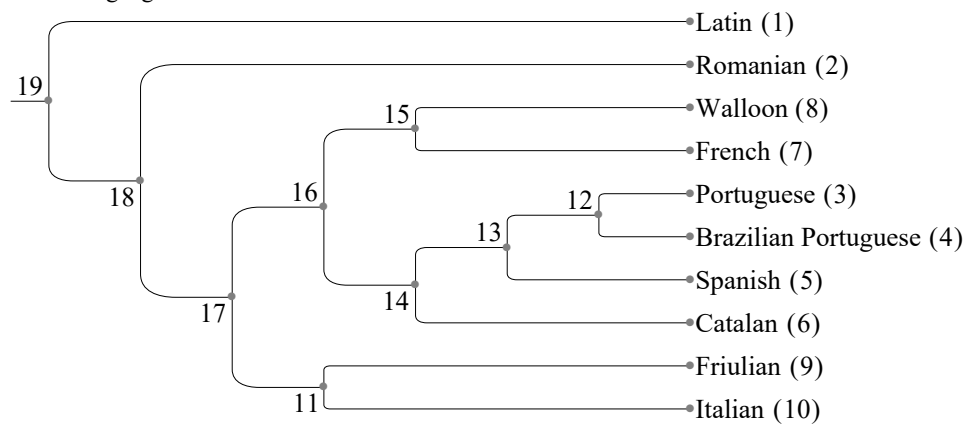 Latin (1)
19
Romanian (2)
Walloon (8)
15
French (7)
18
16
Portuguese (3)
12
13
Brazilian Portuguese (4)
Spanish (5)
14
17
Catalan (6)
Friulian (9)
11
Italian (10)